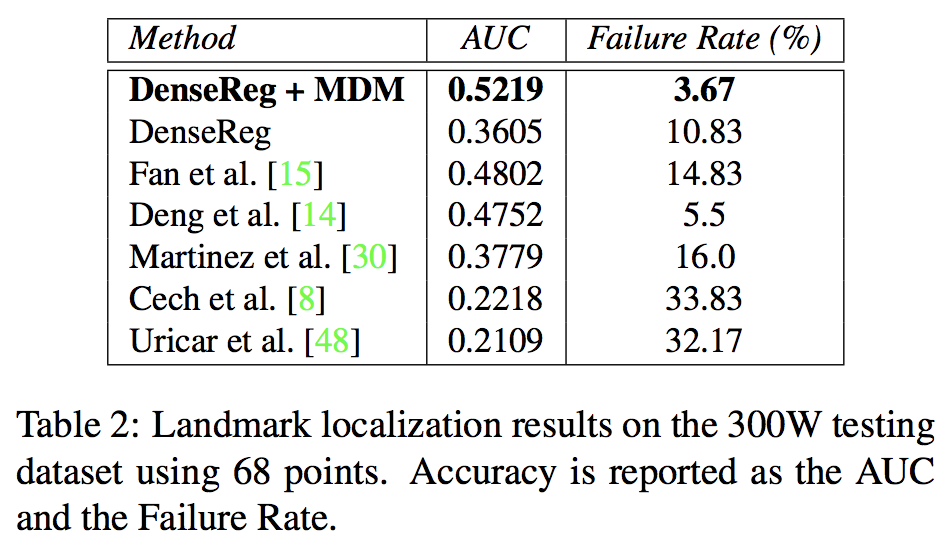 Method AUC Failure Rate (%)
DenseReg + MDM 0.5219 3.67
DenseReg 0.3605 10.83
Fan et al. [15] 0.4802 14.83
Deng et al. [14] 0.4752 5.5
Martinez et al. [30] 0.3779 16.0
Cech et al. [8] 0.2218 33.83
Uricar et al. [48] 0.2109 32.17
Table 2: Landmark localization results on the 300W testing
dataset using 68 points. Accuracy is reported as the AUC
and the Failure Rate.